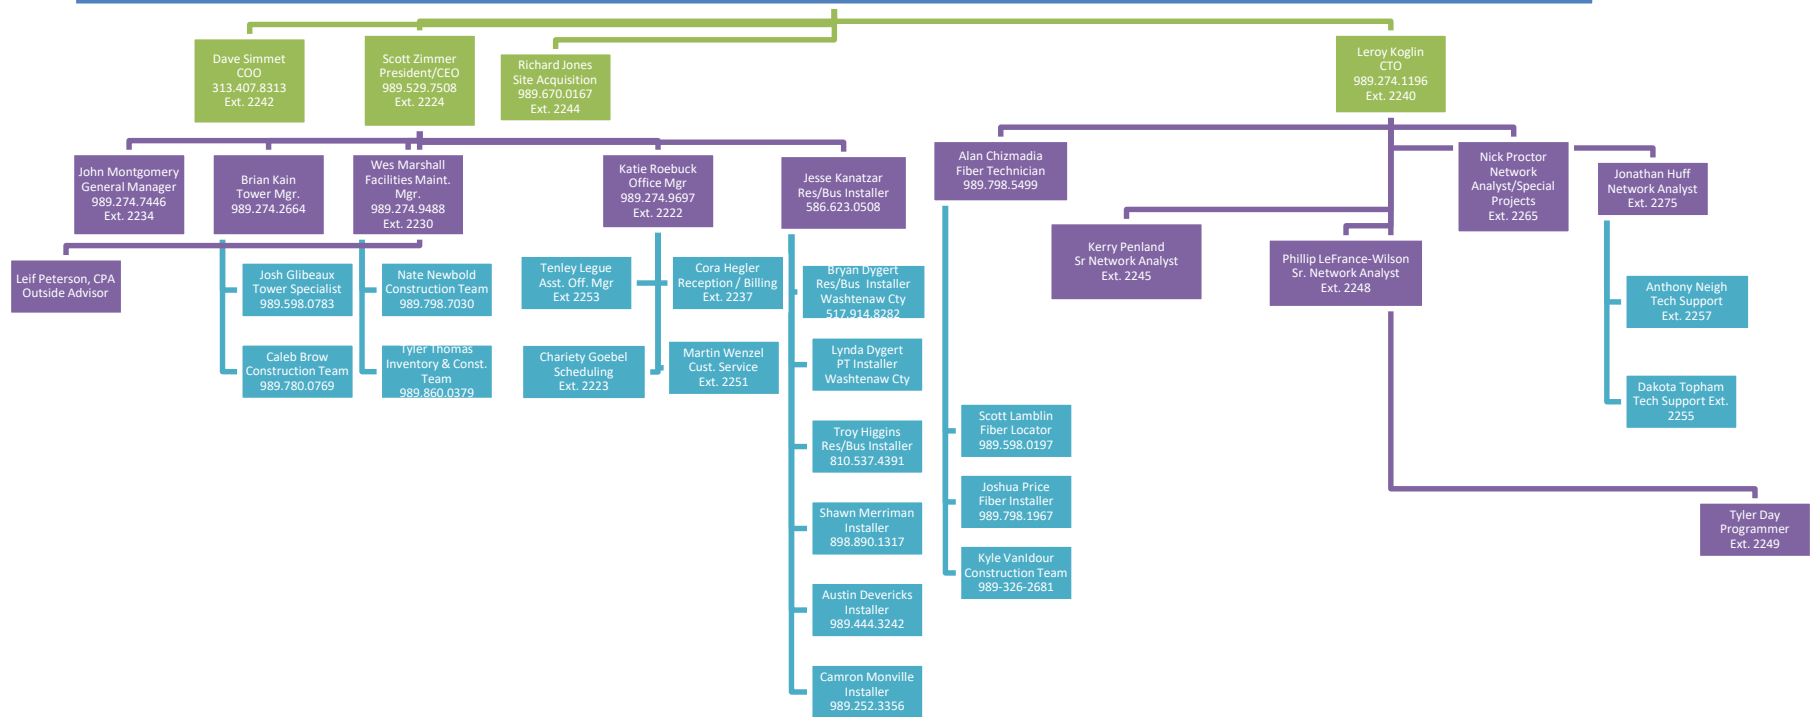 Dave Simmet
COO
313.407.8313
Ext. 2242
Scott Zimmer
President/CEO
989.529.7508
Ext. 2224
Richard Jones
Site Acquisition
989.670.0167
Ext. 2244
Leroy Koglin
CTO
989.274.1196
Ext. 2240
John Montgomery
General Manager
989.274.7446
Ext. 2234
Brian Kain
Tower Mgr.
989.274.2664
Wes Marshall
Facilities Maint.
Mgr.
989.274.9488
Ext. 2230
Katie Roebuck
Office Mgr
989.274.9697
Ext. 2222
Jesse Kanatzar
Res/Bus Installer
586.623.0508
Alan Chizmadia
Fiber Technician
989.798.5499
Nick Proctor
Network
Analyst/Special
Projects
Ext. 2265
Jonathan Huff
Network Analyst
Ext. 2275
Kerry Penland
Sr Network Analyst
Ext. 2245
Phillip LeFrance-Wilson
Sr. Network Analyst
Ext. 2248
Leif Peterson, CPA
Outside Advisor
Josh Glibeaux
Tower Specialist
989.598.0783
Nate Newbold
Construction Team
989.798.7030
Tenley Legue
Asst. Off. Mgr
Ext 2253
Cora Hegler
Reception / Billing
Ext. 2237
Bryan Dygert
Res/Bus Installer
Washtenaw Cty
517.914.8282
Anthony Neigh
Tech Support
Ext. 2257
Caleb Brow
Construction Team
989.780.0769
Tyler Thomas
Inventory & Const.
Team
989.860.0379
Chariety Goebel
Scheduling
Ext. 2223
Martin Wenzel
Cust. Service
Ext. 2251
Lynda Dygert
PT Installer
Washtenaw Cty
Dakota Topham
Tech Support Ext.
2255
Troy Higgins
Res/Bus Installer
810.537.4391
Scott Lamblin
Fiber Locator
989.598.0197
Shawn Merriman
Installer
898.890.1317
Joshua Price
Fiber Installer
989.798.1967
Tyler Day
Programmer
Ext. 2249
Kyle VanIdour
Construction Team
989-326-2681
Austin Devericks
Installer
989.444.3242
Camron Monville
Installer
989.252.3356